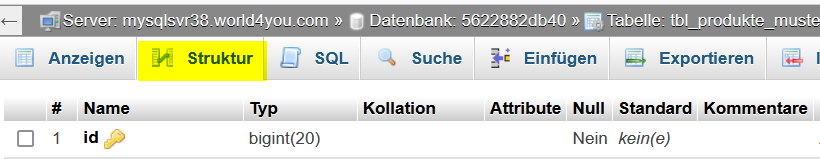 Server: mysqlsvr38.world4you.com » Datenbank: 5622882db40 » Tabelle: tbl_produkte_muste
Anzeigen Struktur SQL Suche Einfügen Exportieren
# Name Typ Kollation Attribute Null Standard Kommentare
1 id bigint(20) Nein kein(e)